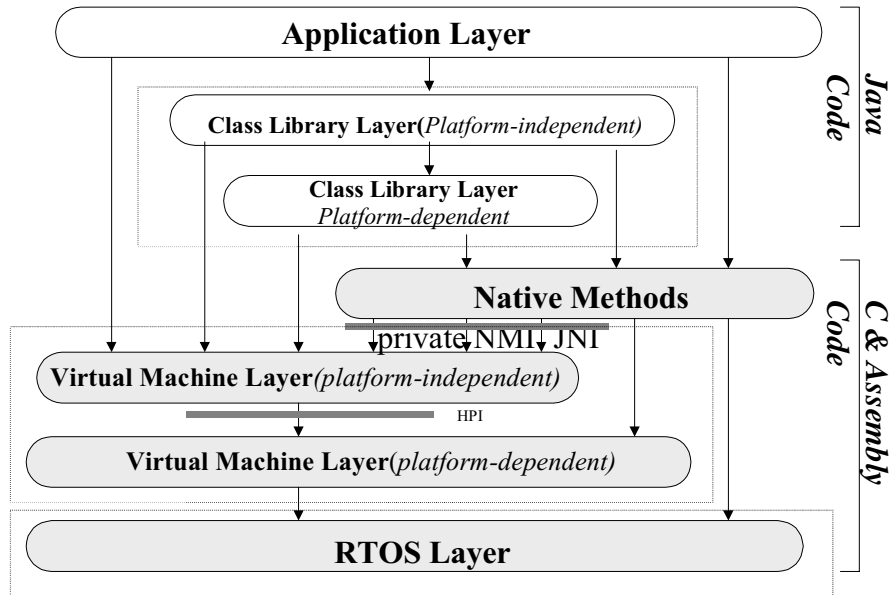 Application Layer
Class Library Layer(Platform-independent)
Class Library Layer
Platform-dependent
Java
Code
Native Methods
private NMI, JNI
Virtual Machine Layer(platform-independent)
HPI
Virtual Machine Layer(platform-dependent)
RTOS Layer
C & Assembly
Code